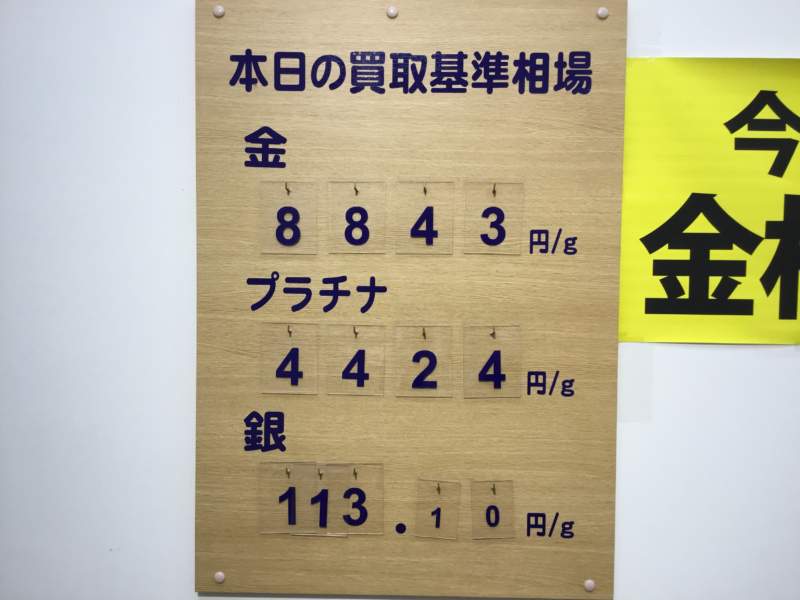 本日の買取基準相場
金
8843円/g
プラチナ
4424円/g
銀
113.10円/g
今
金